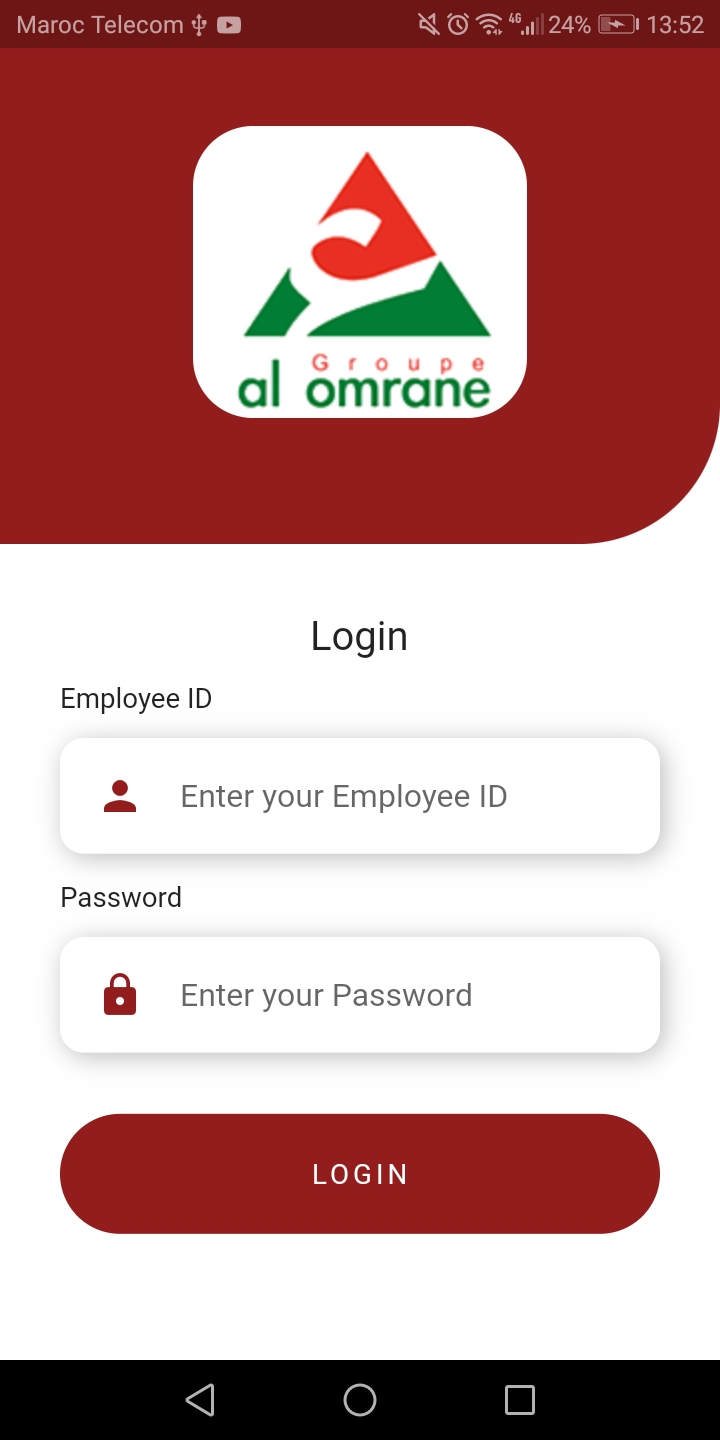 Maroc Telecom 4G 24% 13:52
Groupe
al omrane
Login
Employee ID
Enter your Employee ID
Password
Enter your Password
LOGIN